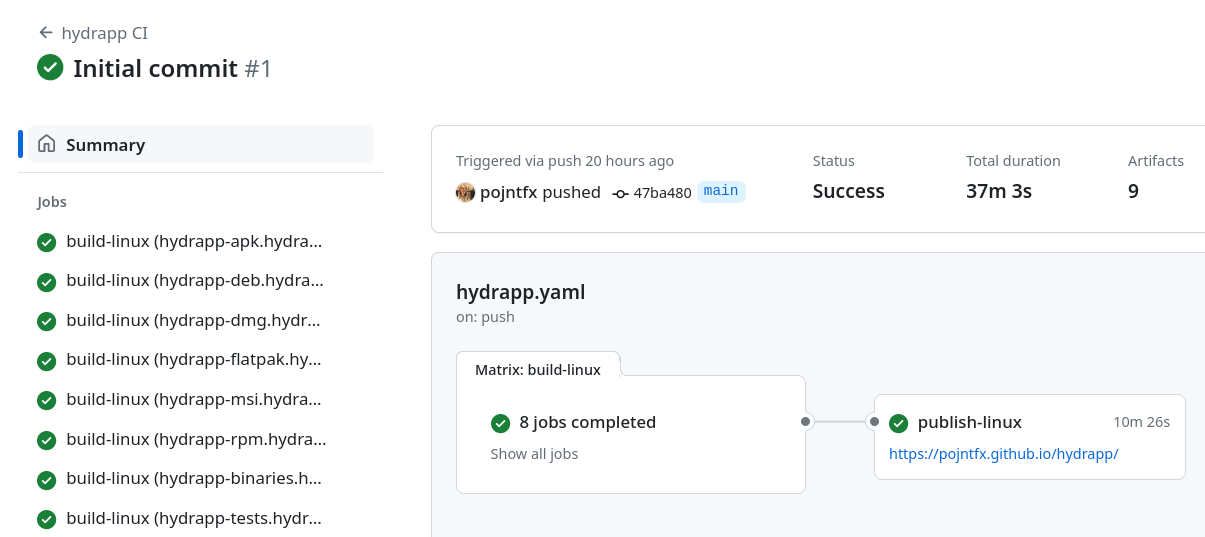 hydrapp CI
Initial commit #1
Summary
Jobs
build-linux (hydrapp-apk.hydra...
build-linux (hydrapp-deb.hydra...
build-linux (hydrapp-dmg.hydr...
build-linux (hydrapp-flatpak.hy...
build-linux (hydrapp-msi.hydra...
build-linux (hydrapp-rpm.hydra...
build-linux (hydrapp-binaries.h...
build-linux (hydrapp-tests.hydr...
Triggered via push 20 hours ago
pojntfx pushed 47ba480 main
Status
Success
Total duration
37m 3s
Artifacts
9
hydrapp.yaml
on: push
Matrix: build-linux
8 jobs completed
Show all jobs
publish-linux 10m 26s
https://pojntfx.github.io/hydrapp/